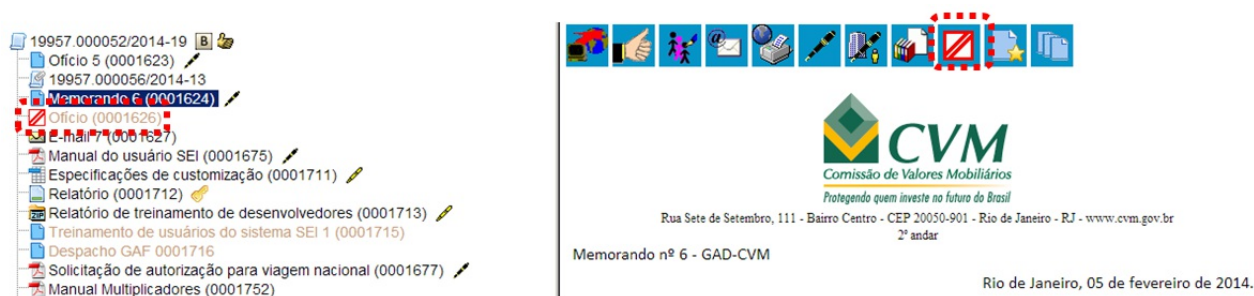 19957.000052/2014-19 B
Ofício 5 (0001623)
19957.000056/2014-13
Memorando 6 (0001624)
Ofício (0001626)
E-mail 7 (0001627)
Manual do usuário SEI (0001675)
Especificações de customização (0001711)
Relatório (0001712)
Relatório de treinamento de desenvolvedores (0001713)
Treinamento de usuários do sistema SEI 1 (0001715)
Despacho GAF 0001716
Solicitação de autorização para viagem nacional (0001677)
Manual Multiplicadores (0001752)
CVM
Comissão de Valores Mobiliários
Protegendo quem investe no futuro do Brasil
Rua Sete de Setembro, 111 - Bairro Centro - CEP 20050-901 - Rio de Janeiro - RJ - www.cvm.gov.br
2º andar
Memorando nº 6 - GAD-CVM
Rio de Janeiro, 05 de fevereiro de 2014.